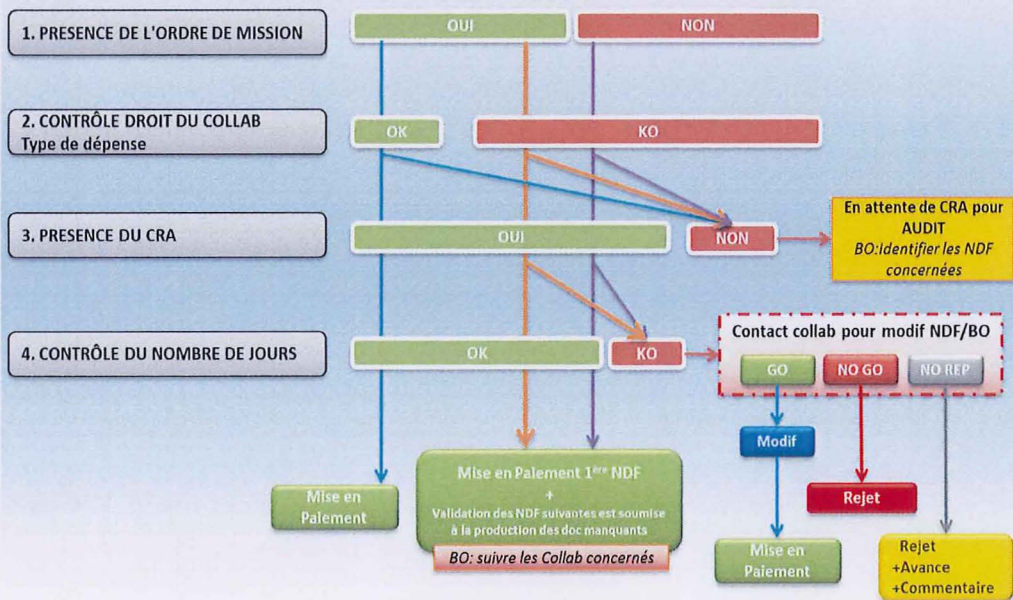 1. PRESENCE DE L'ORDRE DE MISSION
OUI
NON
2. CONTRÔLE DROIT DU COLLAB
Type de dépense
OK
KO
3. PRESENCE DU CRA
OUI
NON
En attente de CRA pour
AUDIT
BO:Identifier les NDF
concernées
4. CONTRÔLE DU NOMBRE DE JOURS
OK
KO
Contact collab pour modif NDF/BO
GO
NO GO
NO REP
Modif
Rejet
Mise en
Paiement
Mise en Paiement 1ère NDF
+
Validation des NDF suivantes est soumise
à la production des doc manquants
BO: suivre les Collab concernés
Mise en
Paiement
Rejet
+Avance
+Commentaire